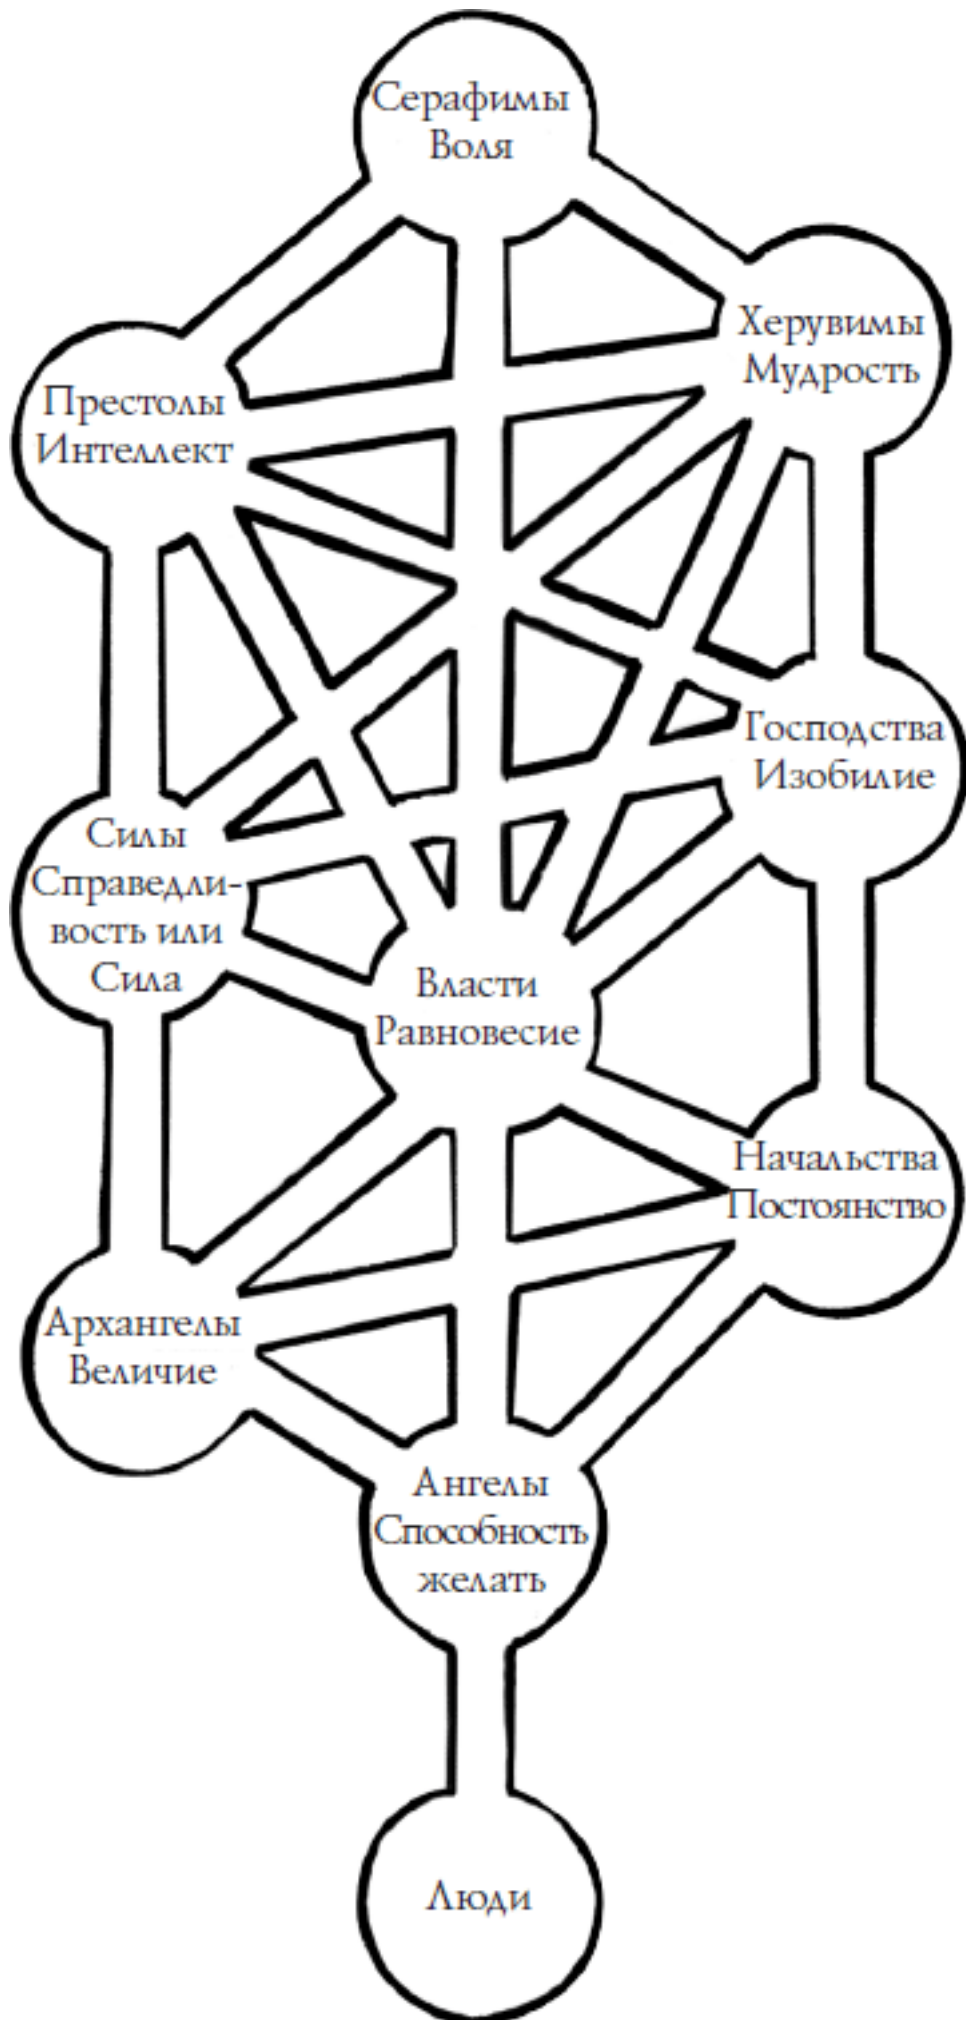 Серафимы
Воля
Херувимы
Мудрость
Престолы
Интеллект
Господства
Изобилие
Силы
Справедли-
вость или
Сила
Власти
Равновесие
Начальства
Постоянство
Архангелы
Величие
Ангелы
Способность
желать
Люди